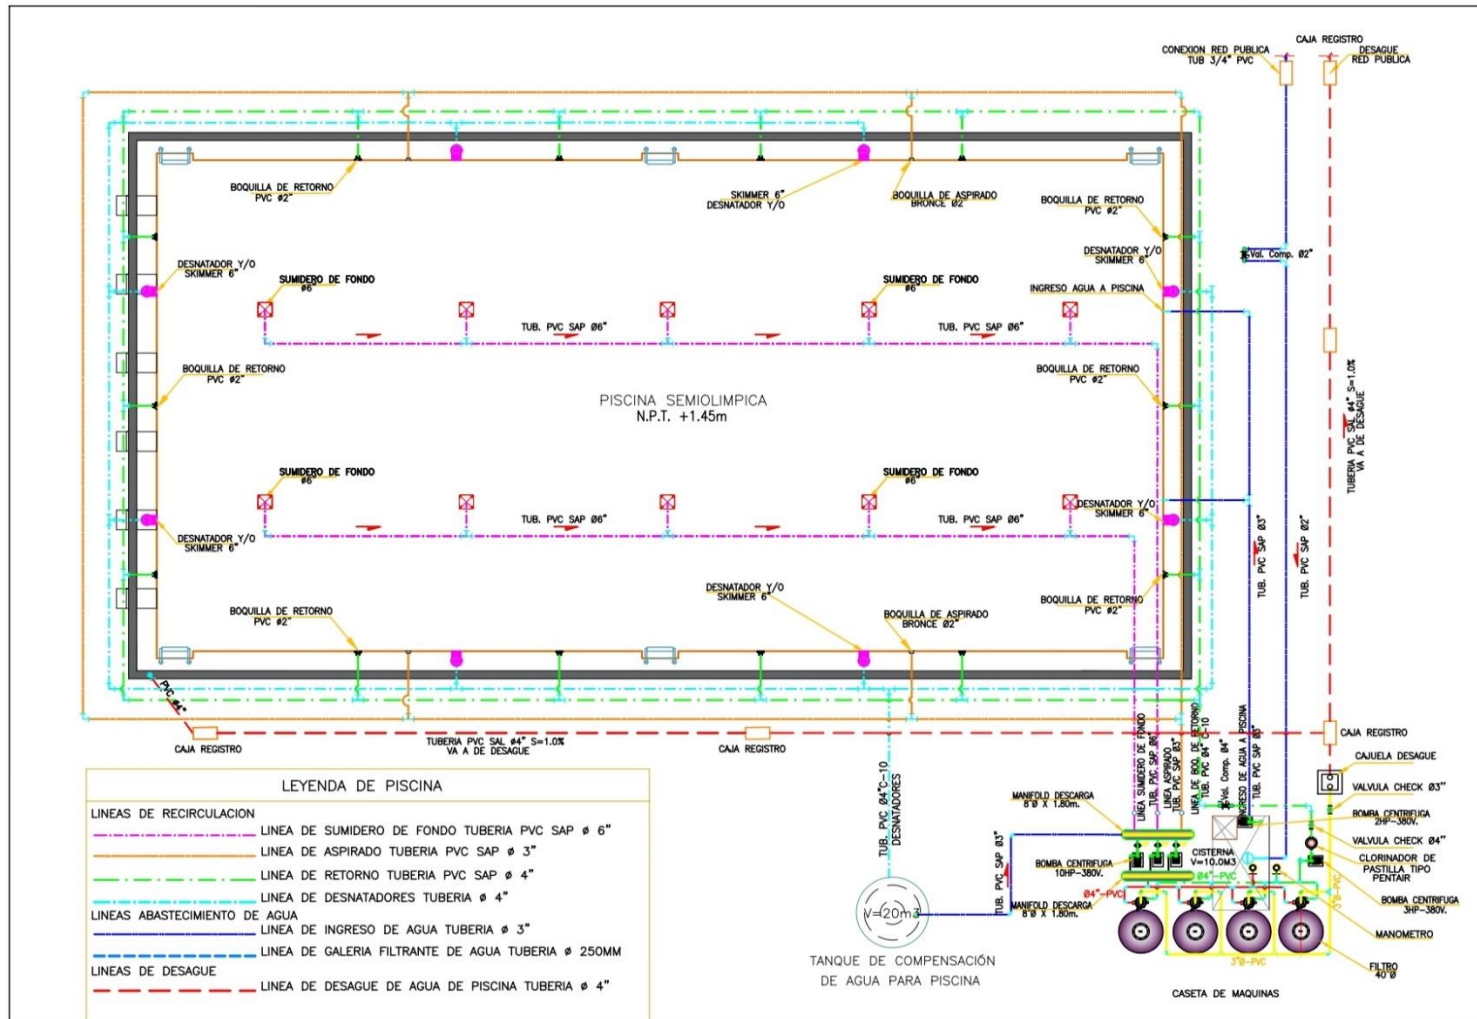 CAJA REGISTRO
CONEXION RED PUBLICA
TUB 3/4" PVC
DESAGUE
RED PUBLICA
BOQUILLA DE RETORNO
PVC Ø2"
SKIMMER 6"
DESNATADOR Y/O
BOQUILLA DE ASPIRADO
BRONCE Ø2"
BOQUILLA DE RETORNO
PVC Ø2"
DESNATADOR Y/O
SKIMMER 6"
DESNATADOR Y/O
SKIMMER 6"
Val. Comp. Ø2"
SUMIDERO DE FONDO
Ø6"
SUMIDERO DE FONDO
Ø6"
INGRESO AGUA A PISCINA
TUB. PVC SAP Ø6"
TUB. PVC SAP Ø6"
BOQUILLA DE RETORNO
PVC Ø2"
BOQUILLA DE RETORNO
PVC Ø2"
PISCINA SEMIOLIMPICA
N.P.T. +1.45m
TUBERIA PVC SAL Ø4" S=1.0%
VA A DE DESAGUE
SUMIDERO DE FONDO
Ø6"
SUMIDERO DE FONDO
Ø6"
DESNATADOR Y/O
SKIMMER 6"
TUB. PVC SAP Ø6"
TUB. PVC SAP Ø6"
DESNATADOR Y/O
SKIMMER 6"
TUB. PVC SAP Ø3"
TUB. PVC SAP Ø2"
BOQUILLA DE RETORNO
PVC Ø2"
DESNATADOR Y/O
SKIMMER 6"
BOQUILLA DE ASPIRADO
BRONCE Ø2"
BOQUILLA DE RETORNO
PVC Ø2"
PVC Ø4"
CAJA REGISTRO
TUBERIA PVC SAL Ø4" S=1.0%
VA A DE DESAGUE
CAJA REGISTRO
CAJA REGISTRO
LINEA SUMIDERO DE FONDO
TUB. PVC SAP Ø6"
LINEA ASPIRADO
TUB. PVC SAP Ø3"
LINEA DE BOQ. DE RETORNO
TUB. PVC Ø4" C-10
Val. Comp. Ø4"
INGRESO DE AGUA A PISCINA
TUB. PVC SAP Ø3"
CAJUELA DESAGUE
VALVULA CHECK Ø3"
BOMBA CENTRIFUGA
2HP-380V.
VALVULA CHECK Ø4"
CLORINADOR DE
PASTILLA TIPO
PENTAIR
BOMBA CENTRIFUGA
3HP-380V.
MANOMETRO
FILTRO
40"Ø
MANIFOLD DESCARGA
8"Ø X 1.80m.
BOMBA CENTRIFUGA
10HP-380V.
CISTERNA
V=10.0M3
Ø4"-PVC
Ø4"-PVC
MANIFOLD DESCARGA
8"Ø X 1.80m.
3"Ø-PVC
3"Ø-PVC
CASETA DE MAQUINAS
TUB. PVC Ø4"C-10
DESNATADORES
TUB. PVC SAP Ø3"
V=20m3
TANQUE DE COMPENSACIÓN
DE AGUA PARA PISCINA
LEYENDA DE PISCINA
LINEAS DE RECIRCULACION
LINEA DE SUMIDERO DE FONDO TUBERIA PVC SAP Ø 6"
LINEA DE ASPIRADO TUBERIA PVC SAP Ø 3"
LINEA DE RETORNO TUBERIA PVC SAP Ø 4"
LINEA DE DESNATADORES TUBERIA Ø 4"
LINEAS ABASTECIMIENTO DE AGUA
LINEA DE INGRESO DE AGUA TUBERIA Ø 3"
LINEA DE GALERIA FILTRANTE DE AGUA TUBERIA Ø 250MM
LINEAS DE DESAGUE
LINEA DE DESAGUE DE AGUA DE PISCINA TUBERIA Ø 4"